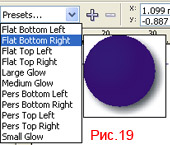 Presets...
x: 1.099 r
y: -0.887
20
Flat Bottom Left
Flat Bottom Right
Flat Top Left
Flat Top Right
Large Glow
Medium Glow
Pers Bottom Left
Pers Bottom Right
Pers Top Left
Pers Top Right
Small Glow
Рис.19